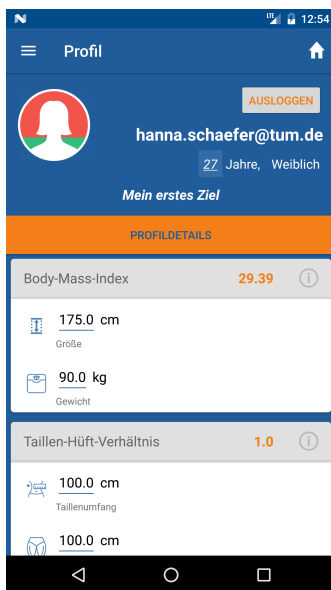 LTE 12:54
Profil
AUSLOGGEN
hanna.schaefer@tum.de
27 Jahre, Weiblich
Mein erstes Ziel
PROFILDETAILS
Body-Mass-Index 29.39
175.0 cm
Größe
90.0 kg
Gewicht
Taillen-Hüft-Verhältnis 1.0
100.0 cm
Taillenumfang
100.0 cm